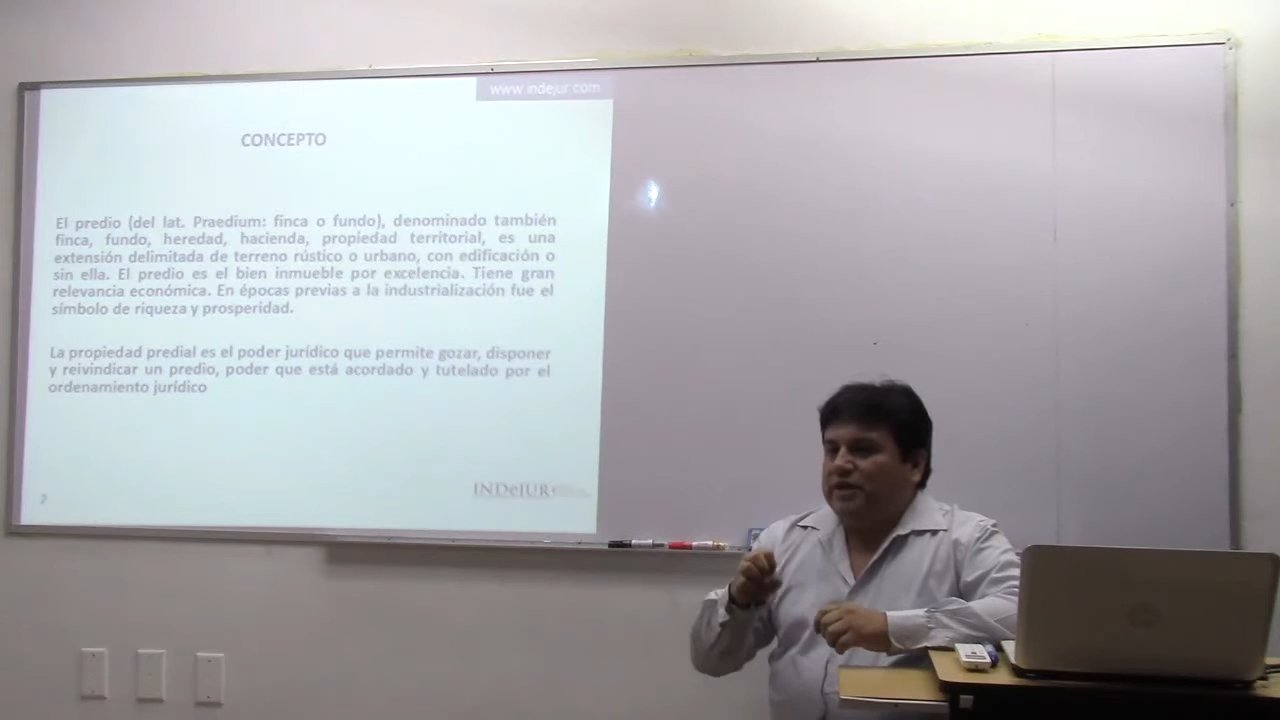 www.indejur.com
CONCEPTO
El predio (del lat. Praedium: finca o fundo), denominado también
finca, fundo, heredad, hacienda, propiedad territorial, es una
extensión delimitada de terreno rústico o urbano, con edificación o
sin ella. El predio es el bien inmueble por excelencia. Tiene gran
relevancia económica. En épocas previas a la industrialización fue el
símbolo de riqueza y prosperidad.
La propiedad predial es el poder jurídico que permite gozar, disponer
y reivindicar un predio, poder que está acordado y tutelado por el
ordenamiento jurídico
2
INDeJUR